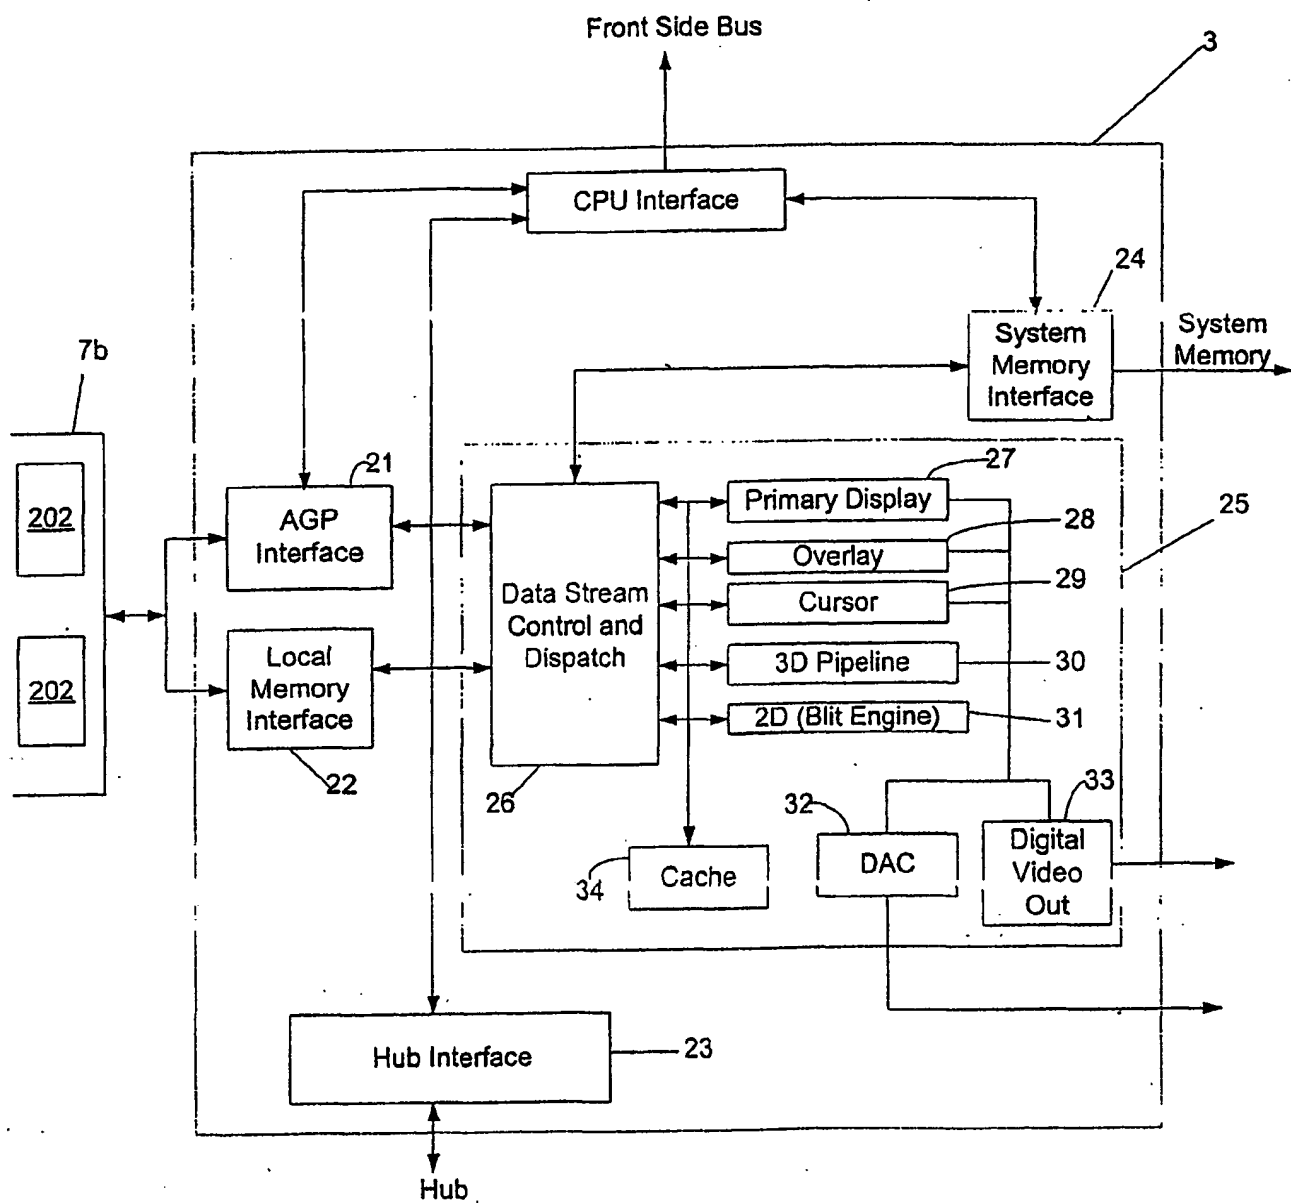 Front Side Bus
3
CPU Interface
24
System
Memory
Interface
System
Memory
7b
202
202
21
AGP
Interface
Local
Memory
Interface
22
Data Stream
Control and
Dispatch
26
27
Primary Display
28
Overlay
29
Cursor
25
3D Pipeline
30
2D (Blit Engine)
31
32
DAC
33
Digital
Video
Out
34
Cache
Hub Interface
23
Hub